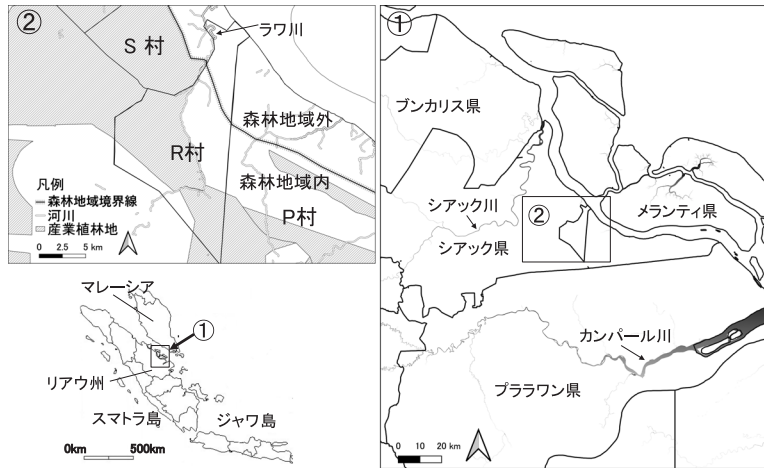 ②
S 村
ラワ川
森林地域外
R村
森林地域内
P村
凡例
森林地域境界線
河川
産業植林地
0 2.5 5 km
マレーシア
①
リアウ州
スマトラ島
ジャワ島
0km 500km
①
ブンカリス県
シアック川
②
メランティ県
シアック県
カンパール川
プララワン県
0 10 20 km